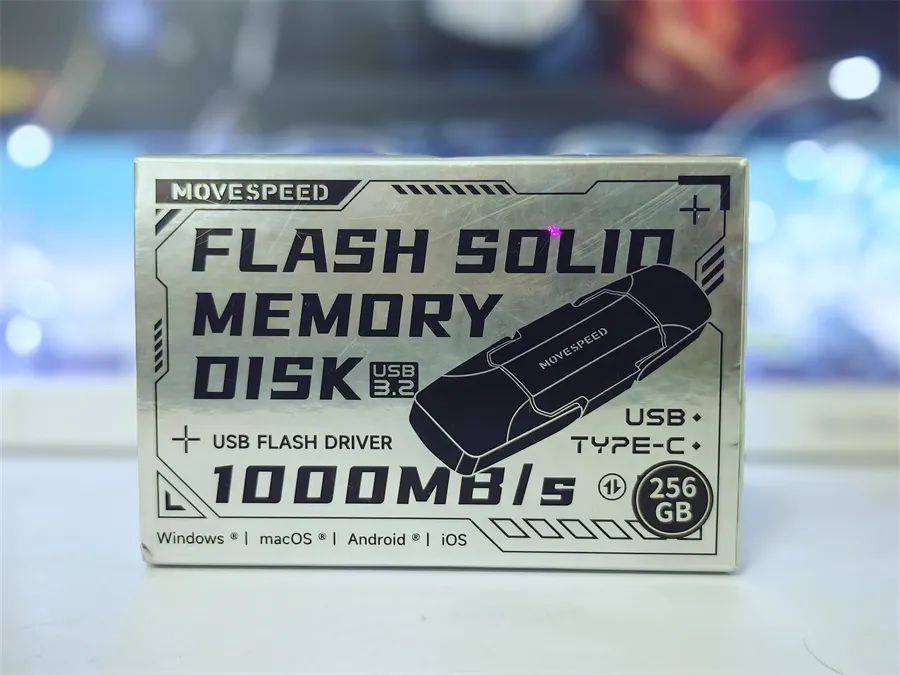 MOVESPEED
FLASH SOLID
MEMORY
DISK USB 3.2
MOVESPEED
USB
TYPE-C
USB FLASH DRIVER
1000MB/s
256
GB
Windows ® | macOS ® | Android ® | iOS